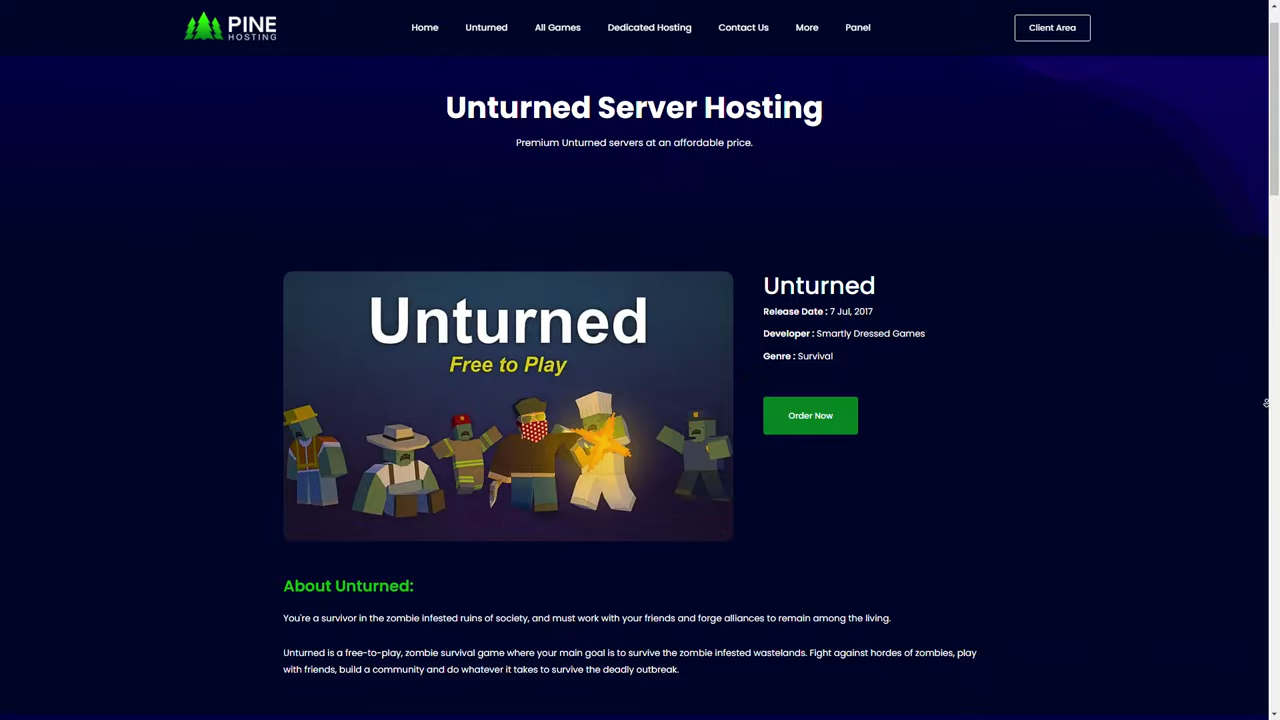 PINE
HOSTING
Home
Unturned
All Games
Dedicated Hosting
Contact Us
More
Panel
Client Area
Unturned Server Hosting
Premium Unturned servers at an affordable price.
Unturned
Free to Play
Unturned
Release Date : 7 Jul, 2017
Developer : Smartly Dressed Games
Genre : Survival
Order Now
About Unturned:
You're a survivor in the zombie infested ruins of society, and must work with your friends and forge alliances to remain among the living.
Unturned is a free-to-play, zombie survival game where your main goal is to survive the zombie infested wastelands. Fight against hordes of zombies, play
with friends, build a community and do whatever it takes to survive the deadly outbreak.